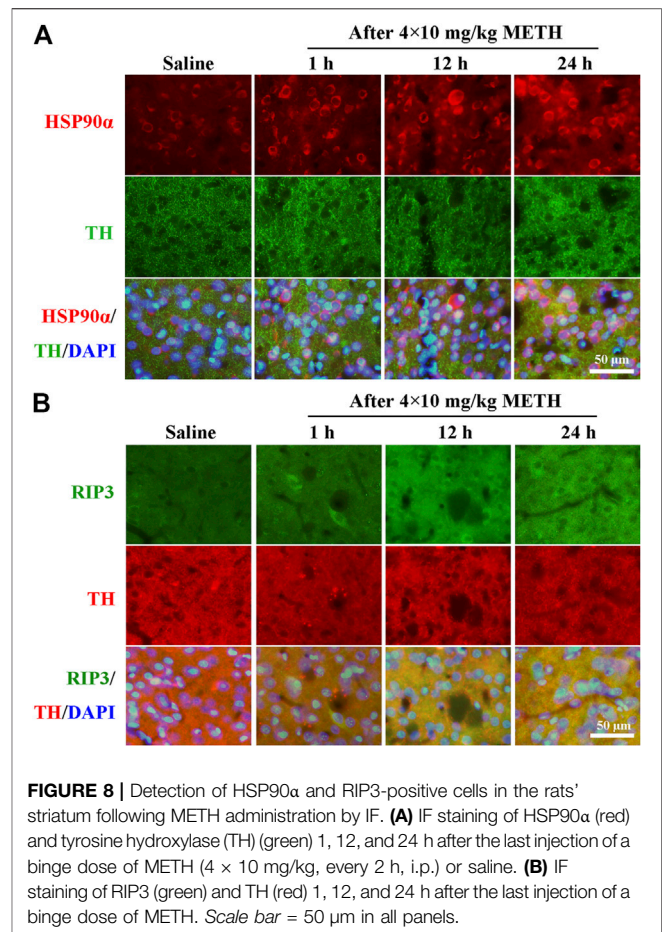 A
After 4×10 mg/kg METH
Saline 1 h 12 h 24 h
HSP90α
TH
HSP90α/
TH/DAPI
50 μm
B
After 4×10 mg/kg METH
Saline 1 h 12 h 24 h
RIP3
TH
RIP3/
TH/DAPI
50 μm
FIGURE 8 | Detection of HSP90α and RIP3-positive cells in the rats’
striatum following METH administration by IF. (A) IF staining of HSP90α (red)
and tyrosine hydroxylase (TH) (green) 1, 12, and 24 h after the last injection of a
binge dose of METH (4 × 10 mg/kg, every 2 h, i.p.) or saline. (B) IF
staining of RIP3 (green) and TH (red) 1, 12, and 24 h after the last injection of a
binge dose of METH. Scale bar = 50 μm in all panels.